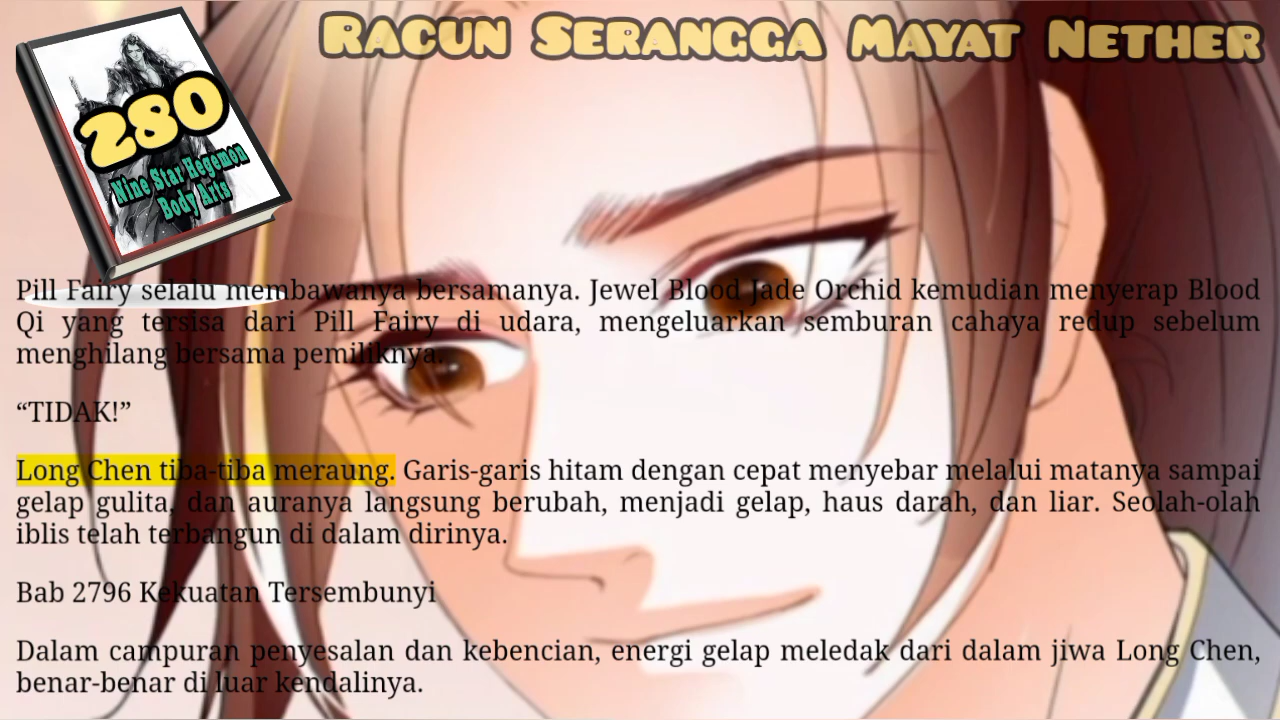 RACUN SERANGGA MAYAT NETHER
280
Nine Star Hegemon
Body Arts
Pill Fairy selalu membawanya bersamanya. Jewel Blood Jade Orchid kemudian menyerap Blood
Qi yang tersisa dari Pill Fairy di udara, mengeluarkan semburan cahaya redup sebelum
menghilang bersama pemiliknya.
“TIDAK!”
Long Chen tiba-tiba meraung. Garis-garis hitam dengan cepat menyebar melalui matanya sampai
gelap gulita, dan auranya langsung berubah, menjadi gelap, haus darah, dan liar. Seolah-olah
iblis telah terbangun di dalam dirinya.
Bab 2796 Kekuatan Tersembunyi
Dalam campuran penyesalan dan kebencian, energi gelap meledak dari dalam jiwa Long Chen,
benar-benar di luar kendalinya.